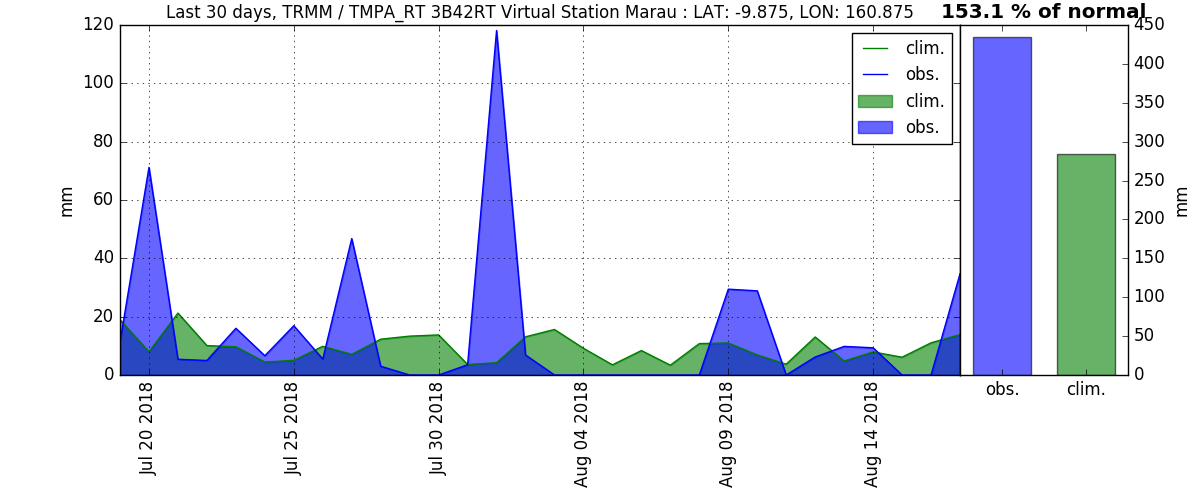 Last 30 days, TRMM / TMPA_RT 3B42RT Virtual Station Marau : LAT: -9.875, LON: 160.875
153.1 % of normal
120
100
80
60
40
20
0
mm
clim.
obs.
clim.
obs.
Jul 20 2018
Jul 25 2018
Jul 30 2018
Aug 04 2018
Aug 09 2018
Aug 14 2018
450
400
350
300
250
200
150
100
50
0
mm
obs.
clim.